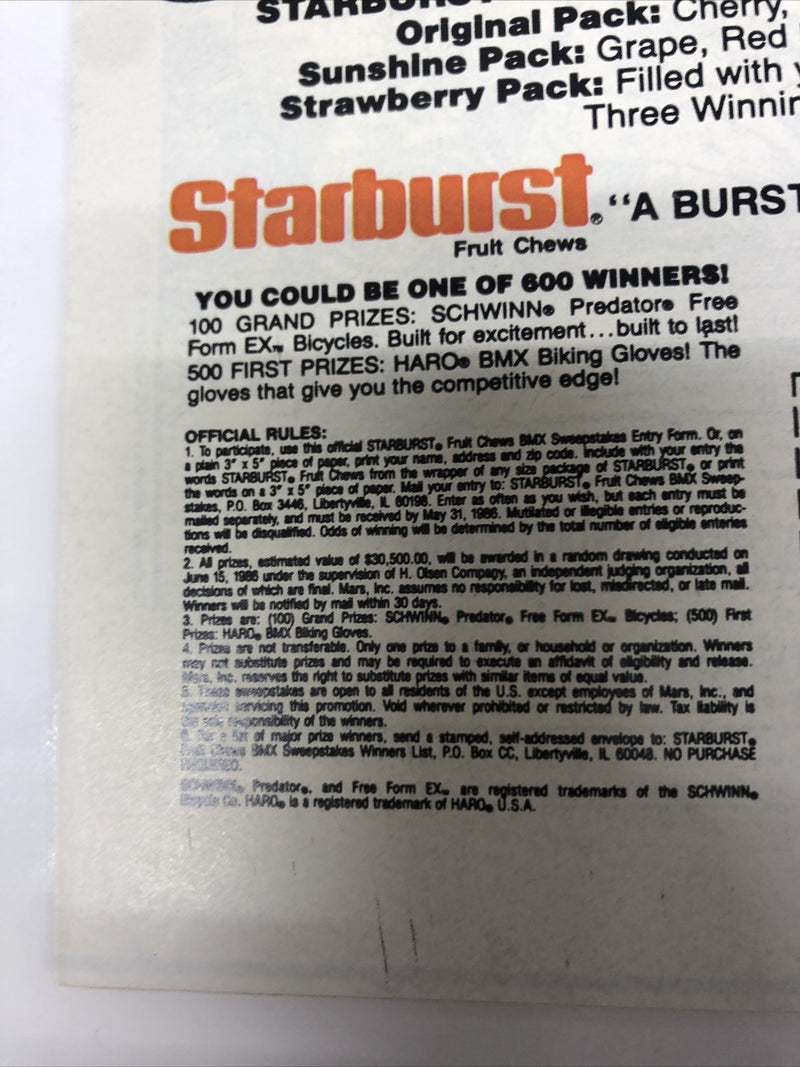 STARBURST
Original Pack: Cherry,
Sunshine Pack: Grape, Red
Strawberry Pack: Filled with
Three Winnin
Starburst® "A BURST
Fruit Chews
YOU COULD BE ONE OF 600 WINNERS!
100 GRAND PRIZES: SCHWINN® Predator® Free
Form EX™ Bicycles. Built for excitement...built to last!
500 FIRST PRIZES: HARO® BMX Biking Gloves! The
gloves that give you the competitive edge!
OFFICIAL RULES:
1. To participate, use this official STARBURST® Fruit Chews BMX Sweepstakes Entry Form. Or, on
a plain 3" x 5" piece of paper, print your name, address and zip code. Include with your entry the
words STARBURST® Fruit Chews from the wrapper of any size package of STARBURST® or print
the words on a 3" x 5" piece of paper. Mail your entry to: STARBURST® Fruit Chews BMX Sweep-
stakes, P.O. Box 3446, Libertyville, IL 60198. Enter as often as you wish, but each entry must be
mailed separately, and must be received by May 31, 1986. Mutilated or illegible entries or reproduc-
tions will be disqualified. Odds of winning will be determined by the total number of eligible enteries
received.
2. All prizes, estimated value of $30,500.00, will be awarded in a random drawing conducted on
June 15, 1986 under the supervision of H. Olsen Company, an independent judging organization, all
decisions of which are final. Mars, Inc. assumes no responsibility for lost, misdirected, or late mail.
Winners will be notified by mail within 30 days.
3. Prizes are: (100) Grand Prizes: SCHWINN® Predator® Free Form EX™ Bicycles; (500) First
Prizes: HARO® BMX Biking Gloves.
4. Prizes are not transferable. Only one prize to a family, or household or organization. Winners
may not substitute prizes and may be required to execute an affidavit of eligibility and release.
Mars, Inc. reserves the right to substitute prizes with similar items of equal value.
5. These sweepstakes are open to all residents of the U.S. except employees of Mars, Inc., and
servicing this promotion. Void wherever prohibited or restricted by law. Tax liability is
the sole responsibility of the winners.
6. For a list of major prize winners, send a stamped, self-addressed envelope to: STARBURST®
Fruit Chews BMX Sweepstakes Winners List, P.O. Box CC, Libertyville, IL 60048. NO PURCHASE
REQUIRED.
SCHWINN® Predator®, and Free Form EX™ are registered trademarks of the SCHWINN®
Bicycle Co. HARO® is a registered trademark of HARO® U.S.A.